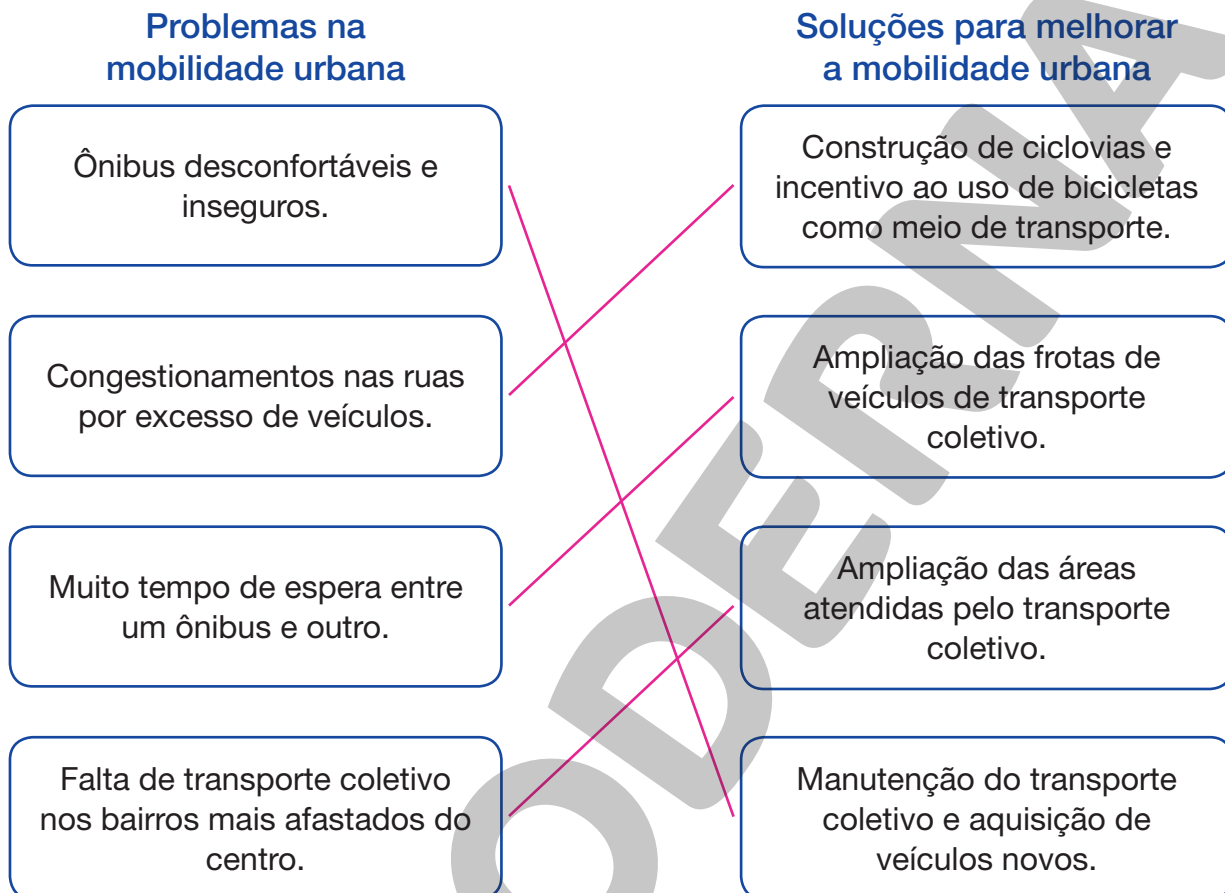 Problemas na
mobilidade urbana
Ônibus desconfortáveis e
inseguros.
Congestionamentos nas ruas
por excesso de veículos.
Muito tempo de espera entre
um ônibus e outro.
Falta de transporte coletivo
nos bairros mais afastados do
centro.
Soluções para melhorar
a mobilidade urbana
Construção de ciclovias e
incentivo ao uso de bicicletas
como meio de transporte.
Ampliação das frotas de
veículos de transporte
coletivo.
Ampliação das áreas
atendidas pelo transporte
coletivo.
Manutenção do transporte
coletivo e aquisição de
veículos novos.
ODERNA